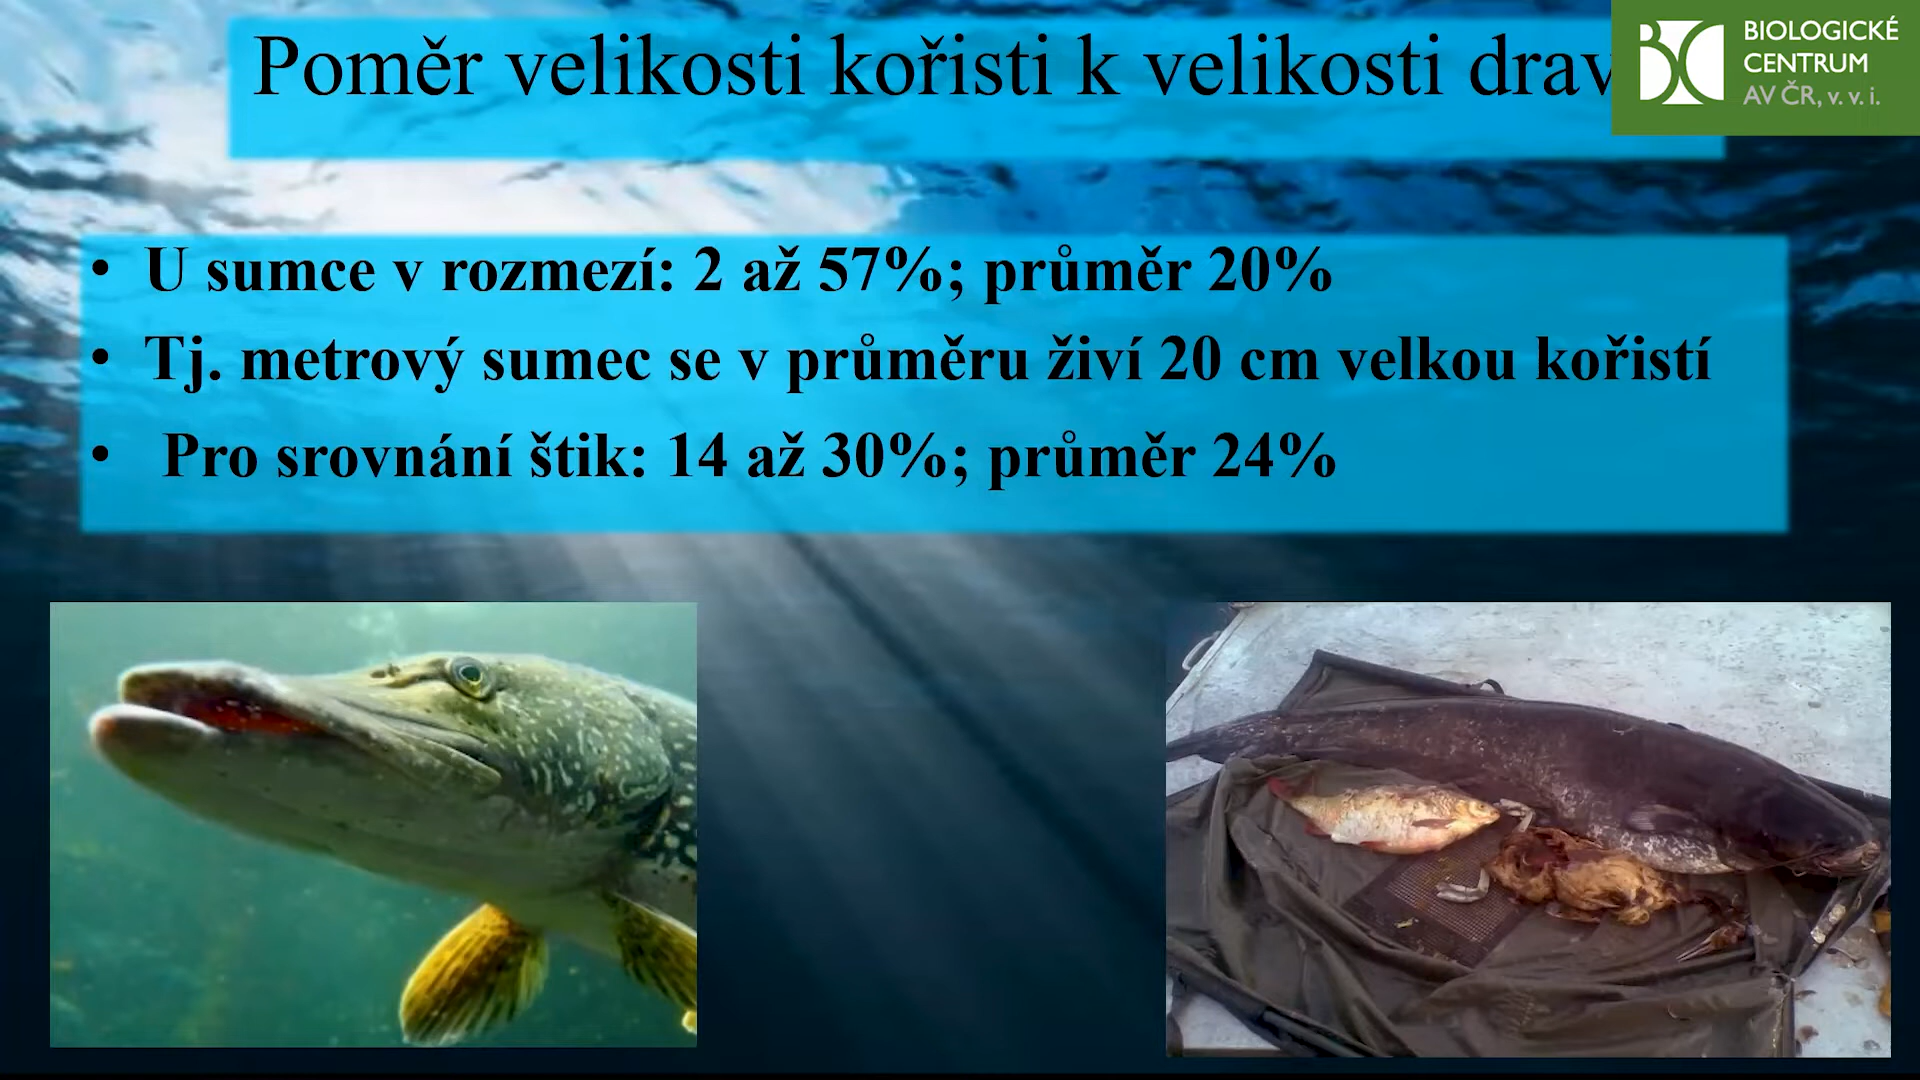 Poměr velikosti kořisti k velikosti drav
BIOLOGICKÉ
CENTRUM
AV ČR, v. v. i.
• U sumce v rozmezí: 2 až 57%; průměr 20%
• Tj. metrový sumec se v průměru živí 20 cm velkou kořistí
• Pro srovnání štik: 14 až 30%; průměr 24%